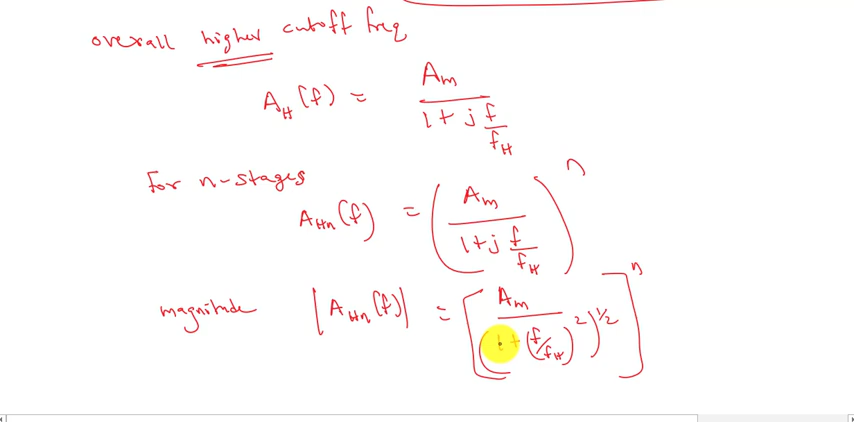 overall higher cutoff freq
A_H(f) = A_m / (1 + j f/f_H)
For n-stages
A_Hn(f) = (A_m / (1 + j f/f_H))^n
magnitude |A_Hn(f)| = [A_m / (1 + (f/f_H)^2)^1/2]^n